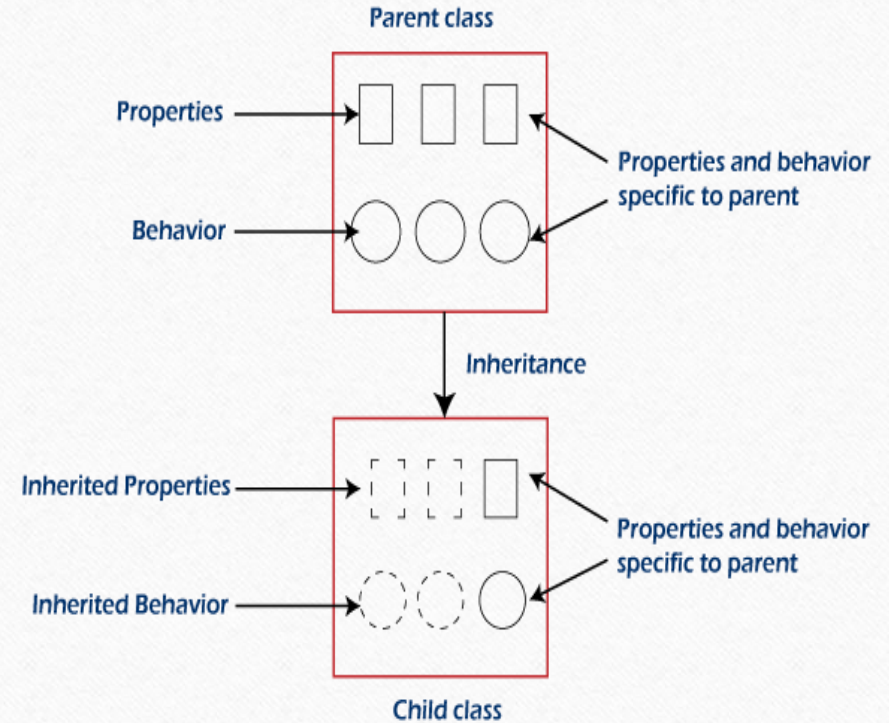 Parent class
Properties
Properties and behavior
specific to parent
Behavior
Inheritance
Inherited Properties
Properties and behavior
specific to parent
Inherited Behavior
Child class